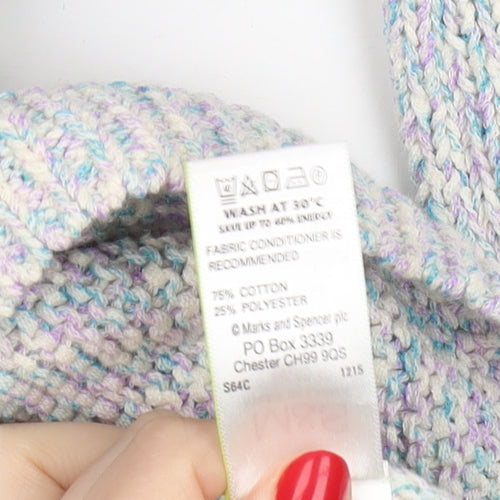 WASH AT 30°C
SAVE UP TO 40% ENERGY
FABRIC CONDITIONER IS
RECOMMENDED
75% COTTON
25% POLYESTER
© Marks and Spencer plc
PO Box 3339
Chester CH99 9QS
S64C 1215